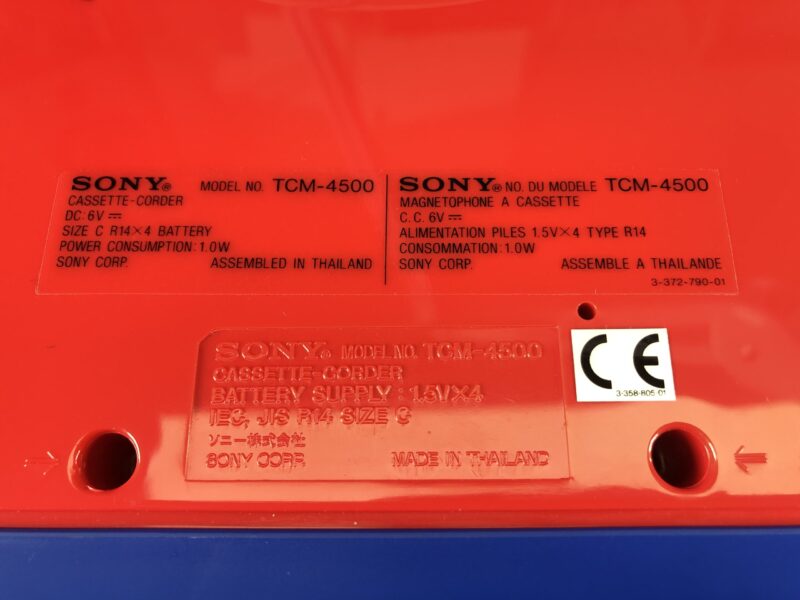 SONY® MODEL NO. TCM-4500
CASSETTE-CORDER
DC: 6V ⎓
SIZE C R14×4 BATTERY
POWER CONSUMPTION: 1.0W
SONY CORP. ASSEMBLED IN THAILAND
SONY® NO. DU MODELE TCM-4500
MAGNETOPHONE A CASSETTE
C.C. 6V ⎓
ALIMENTATION PILES 1.5V×4 TYPE R14
CONSOMMATION: 1.0W
SONY CORP. ASSEMBLE A THAILANDE
3-372-790-01
SONY® MODEL NO. TCM-4500
CASSETTE-CORDER
BATTERY SUPPLY: 1.5V×4
IEC, JIS R14 SIZE C
ソニー株式会社
SONY CORP. MADE IN THAILAND
CE
3-358-805-01